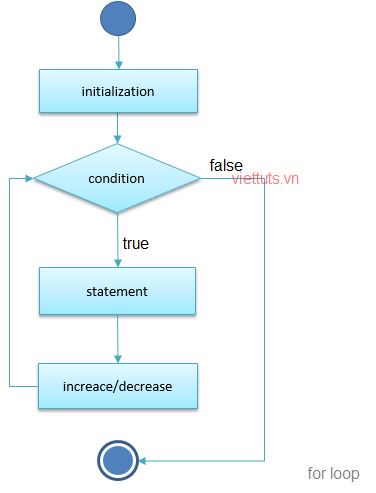 initialization
condition
false
viettuts.vn
true
statement
increace/decrease
for loop